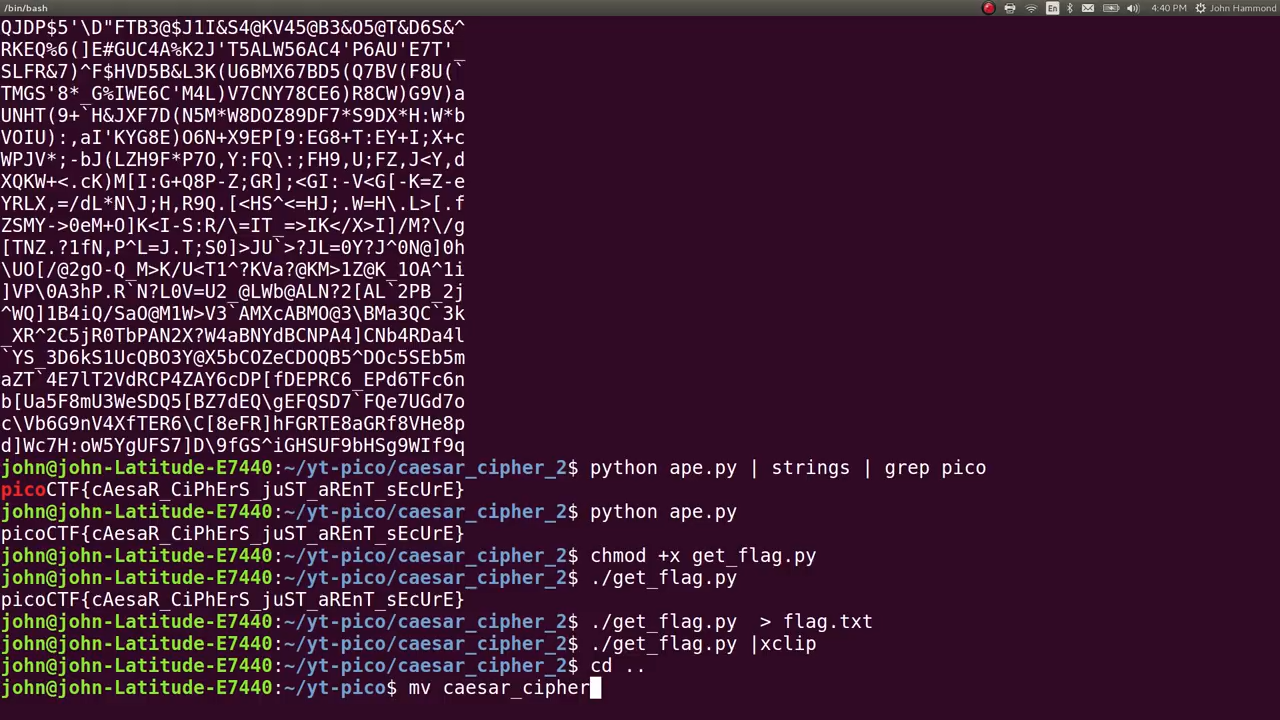 /bin/bash
En
4:40 PM
John Hammond
QJDP$5'\D"FTB3@$J1I&S4@KV45@B3&O5@T&D6S&^
RKEQ%6(]E#GUC4A%K2J'T5ALW56AC4'P6AU'E7T'_
SLFR&7)^F$HVD5B&L3K(U6BMX67BD5(Q7BV(F8U(`
TMGS'8*_G%IWE6C'M4L)V7CNY78CE6)R8CW)G9V)a
UNHT(9+`H&JXF7D(N5M*W8DOZ89DF7*S9DX*H:W*b
VOIU):,aI'KYG8E)O6N+X9EP[9:EG8+T:EY+I;X+c
WPJV*;-bJ(LZH9F*P7O,Y:FQ\:;FH9,U;FZ,J<Y,d
XQKW+<.cK)M[I:G+Q8P-Z;GR];<GI:-V<G[-K=Z-e
YRLX,=/dL*N\J;H,R9Q.[<HS^<=HJ;.W=H\.L>[.f
ZSMY->0eM+O]K<I-S:R/\=IT_=>IK</X>I]/M?\/g
[TNZ.?1fN,P^L=J.T;S0]>JU`>?JL=0Y?J^0N@]0h
\UO[/@2gO-Q_M>K/U<T1^?KVa?@KM>1Z@K_1OA^1i
]VP\0A3hP.R`N?L0V=U2_@LWb@ALN?2[AL`2PB_2j
^WQ]1B4iQ/SaO@M1W>V3`AMXcABMO@3\BMa3QC`3k
_XR^2C5jR0TbPAN2X?W4aBNYdBCNPA4]CNb4RDa4l
`YS_3D6kS1UcQBO3Y@X5bCOZeCDOQB5^DOc5SEb5m
aZT`4E7lT2VdRCP4ZAY6cDP[fDEPRC6_EPd6TFc6n
b[Ua5F8mU3WeSDQ5[BZ7dEQ\gEFQSD7`FQe7UGd7o
c\Vb6G9nV4XfTER6\C[8eFR]hFGRTE8aGRf8VHe8p
d]Wc7H:oW5YgUFS7]D\9fGS^iGHSUF9bHSg9WIf9q
john@john-Latitude-E7440:~/yt-pico/caesar_cipher_2$ python ape.py | strings | grep pico
picoCTF{cAesaR_CiPhErS_juST_aREnT_sEcUrE}
john@john-Latitude-E7440:~/yt-pico/caesar_cipher_2$ python ape.py
picoCTF{cAesaR_CiPhErS_juST_aREnT_sEcUrE}
john@john-Latitude-E7440:~/yt-pico/caesar_cipher_2$ chmod +x get_flag.py
john@john-Latitude-E7440:~/yt-pico/caesar_cipher_2$ ./get_flag.py
picoCTF{cAesaR_CiPhErS_juST_aREnT_sEcUrE}
john@john-Latitude-E7440:~/yt-pico/caesar_cipher_2$ ./get_flag.py  > flag.txt
john@john-Latitude-E7440:~/yt-pico/caesar_cipher_2$ ./get_flag.py |xclip
john@john-Latitude-E7440:~/yt-pico/caesar_cipher_2$ cd ..
john@john-Latitude-E7440:~/yt-pico$ mv caesar_cipher